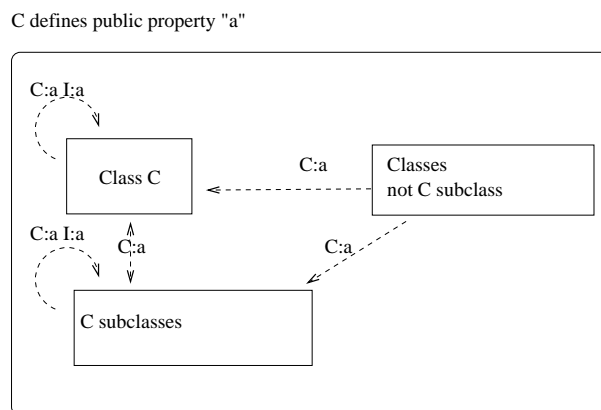 C defines public property "a"
C:a I:a
Class C
C:a
Classes
not C subclass
C:a I:a
C:a
C:a
C subclasses